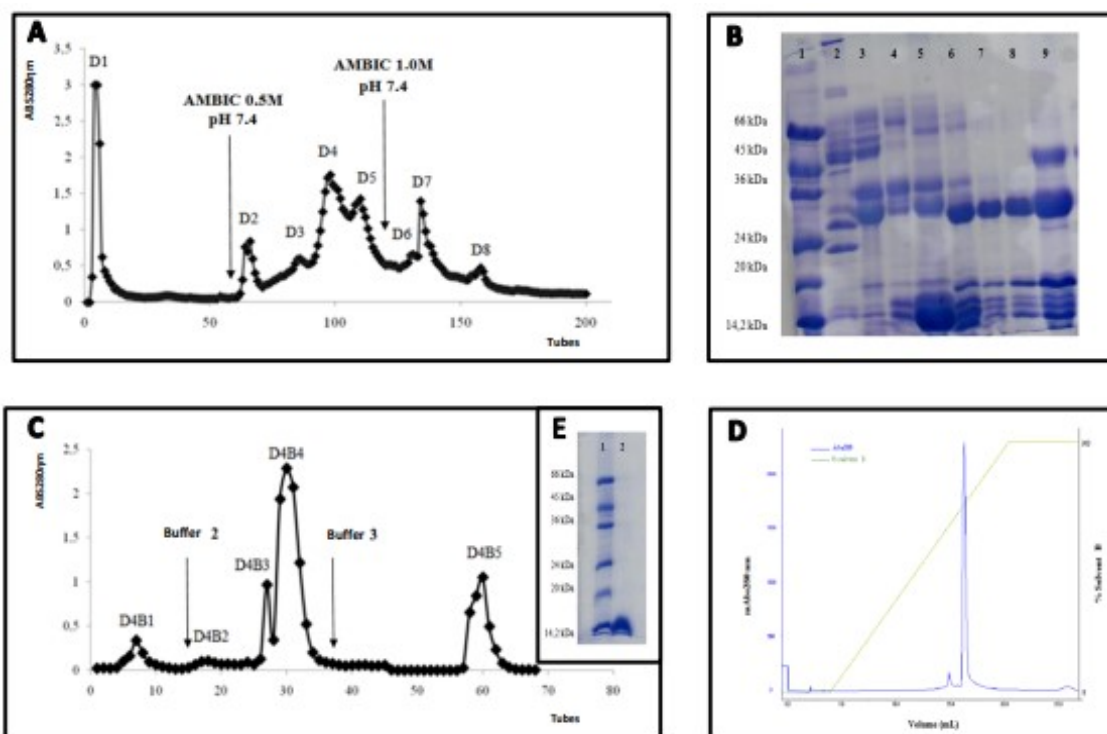 A
ABS280ηm
D1
3,5
3
2,5
2
1,5
1
0,5
0
AMBIC 0.5M
pH 7.4
AMBIC 1.0M
pH 7.4
D2
D3
D4
D5
D6
D7
D8
0 50 100 150 200
Tubes
B
1 2 3 4 5 6 7 8 9
66 kDa
45 kDa
36 kDa
24 kDa
20 kDa
14,2 kDa
C
ABS280ηm
2.5
2
1.5
1
0.5
0
D4B1
Buffer 2
D4B2
D4B3
D4B4
Buffer 3
D4B5
0 10 20 30 40 50 60 70 80
Tubes
E
1 2
66 kDa
45 kDa
36 kDa
24 kDa
20 kDa
14,2 kDa
D
% Solvent B
Volume (mL)